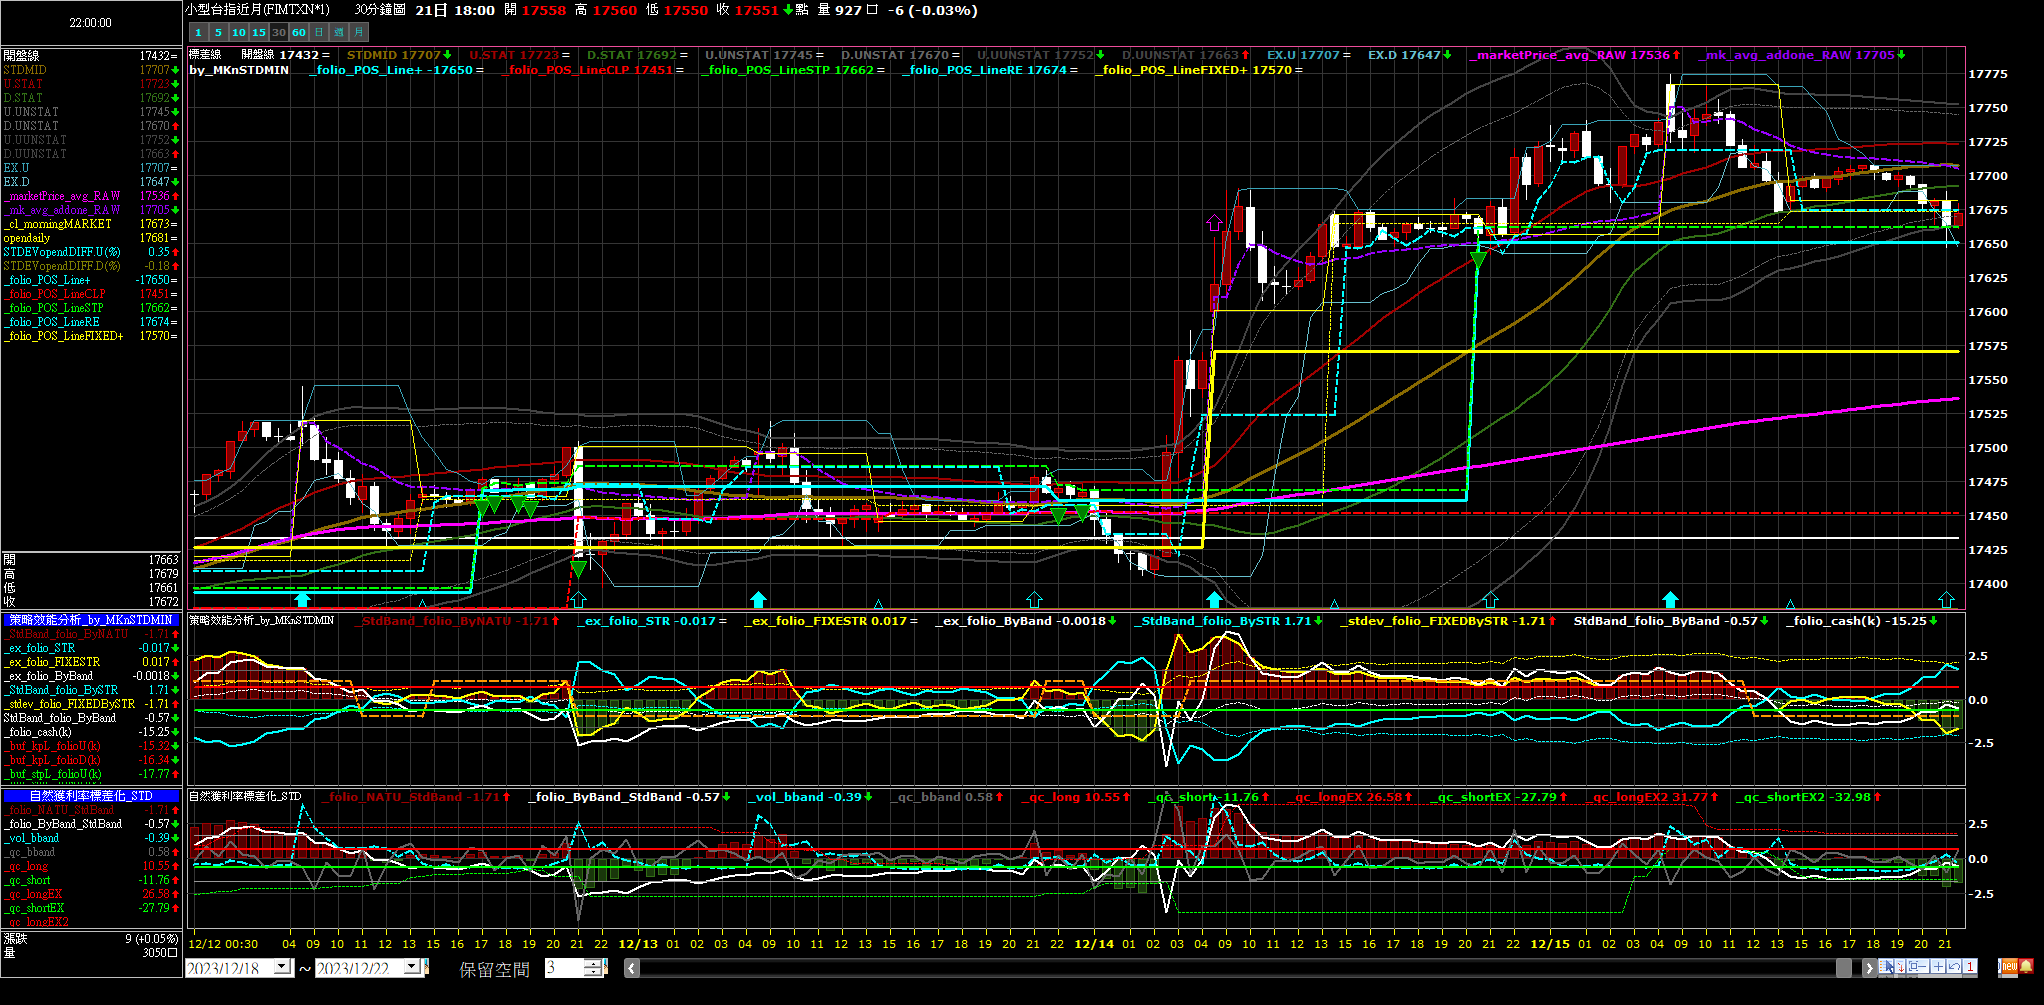 22:00:00
小型台指近月(FIMTXN*1) 30分鐘圖 21日 18:00 開 17558 高 17560 低 17550 收 17551 點 量 927 口 -6 (-0.03%)
1 5 10 15 30 60 日 週 月
標差線 開盤線 17432 = STDMID 17707 U.STAT 17723 = D.STAT 17692 = U.UNSTAT 17745 = D.UNSTAT 17670 = U.UUNSTAT 17752 D.UUNSTAT 17663 EX.U 17707 = EX.D 17647 _marketPrice_avg_RAW 17536 _mk_avg_addone_RAW 17705
by_MKnSTDMIN _folio_POS_Line+ -17650 = _folio_POS_LineCLP 17451 = _folio_POS_LineSTP 17662 = _folio_POS_LineRE 17674 = _folio_POS_LineFIXED+ 17570 =
開盤線 17432=
STDMID 17707
U.STAT 17723
D.STAT 17692
U.UNSTAT 17745
D.UNSTAT 17670
U.UUNSTAT 17752
D.UUNSTAT 17663
EX.U 17707=
EX.D 17647
_marketPrice_avg_RAW 17536
_mk_avg_addone_RAW 17705
_cl_morningMARKET 17673=
opendaily 17681=
STDEVopendDIFF.U(%) 0.35
STDEVopendDIFF.D(%) -0.18
_folio_POS_Line+ -17650=
_folio_POS_LineCLP 17451=
_folio_POS_LineSTP 17662=
_folio_POS_LineRE 17674=
_folio_POS_LineFIXED+ 17570=
開 17663
高 17679
低 17661
收 17672
17775
17750
17725
17700
17675
17650
17625
17600
17575
17550
17525
17500
17475
17450
17425
17400
策略效能分析_by_MKnSTDMIN
_StdBand_folio_ByNATU -1.71
_ex_folio_STR -0.017
_ex_folio_FIXESTR 0.017
_ex_folio_ByBand -0.0018
_StdBand_folio_BySTR 1.71
_stdev_folio_FIXEDBySTR -1.71
StdBand_folio_ByBand -0.57
_folio_cash(k) -15.25
_buf_kpL_folioU(k) -15.32
_buf_kpL_folioD(k) -16.34
_buf_stpL_folioU(k) -17.77
策略效能分析_by_MKnSTDMIN _StdBand_folio_ByNATU -1.71 _ex_folio_STR -0.017 = _ex_folio_FIXESTR 0.017 = _ex_folio_ByBand -0.0018 _StdBand_folio_BySTR 1.71 _stdev_folio_FIXEDBySTR -1.71 StdBand_folio_ByBand -0.57 _folio_cash(k) -15.25
2.5
0.0
-2.5
自然獲利率標差化_STD
_folio_NATU_StdBand -1.71
_folio_ByBand_StdBand -0.57
_vol_bband -0.39
_qc_bband 0.58
_qc_long 10.55
_qc_short -11.76
_qc_longEX 26.58
_qc_shortEX -27.79
_qc_longEX2
自然獲利率標差化_STD _folio_NATU_StdBand -1.71 _folio_ByBand_StdBand -0.57 _vol_bband -0.39 _qc_bband 0.58 _qc_long 10.55 _qc_short -11.76 _qc_longEX 26.58 _qc_shortEX -27.79 _qc_longEX2 31.77 _qc_shortEX2 -32.98
2.5
0.0
-2.5
漲跌 9 (+0.05%)
量 3050口
12/12 00:30 04 09 10 11 12 13 15 16 17 18 19 20 21 22 12/13 01 02 03 04 09 10 11 12 13 15 16 17 18 19 20 21 22 12/14 01 02 03 04 09 10 11 12 13 15 16 17 18 19 20 21 22 12/15 01 02 03 04 09 10 11 12 13 15 16 17 18 19 20 21
2023/12/18 ~ 2023/12/22 保留空間 3
1 new